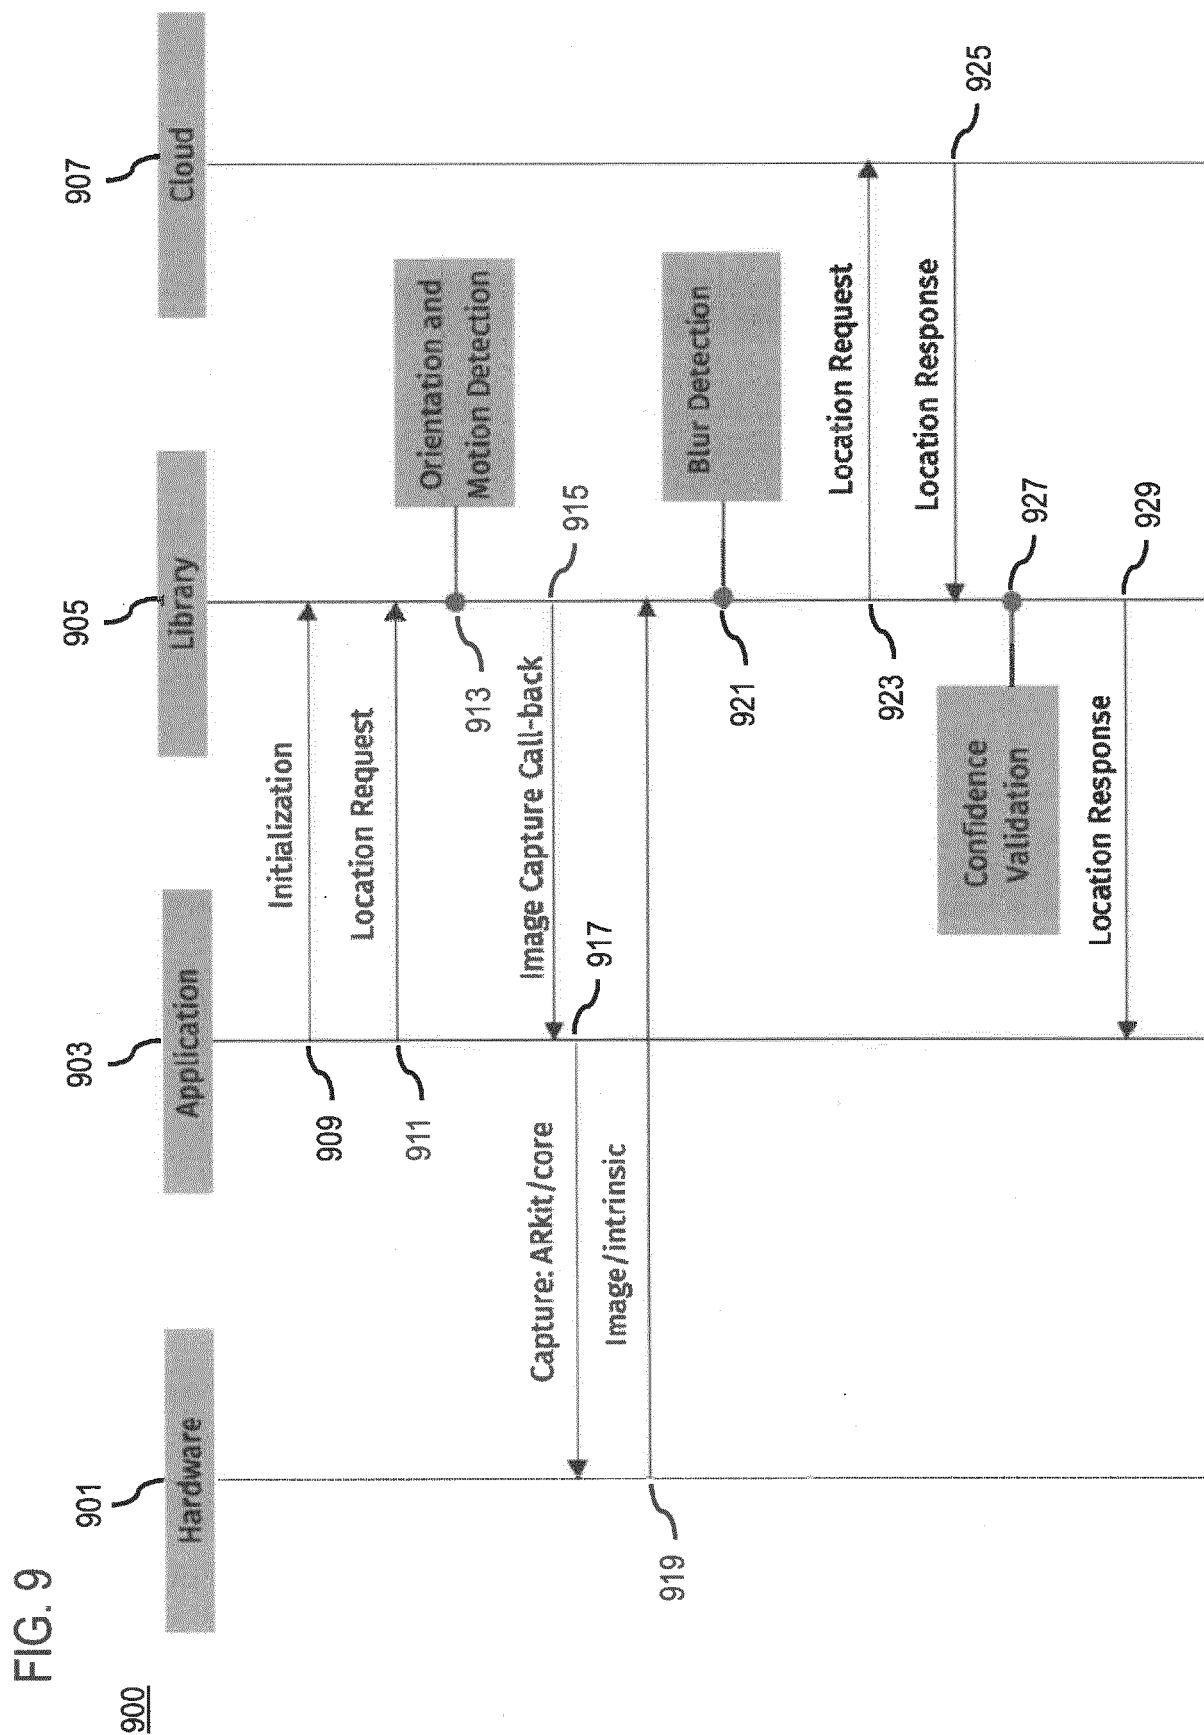 FIG. 9
900
901
903
905
907
Hardware
Application
Library
Cloud
909
Initialization
911
Location Request
913
Orientation and
Motion Detection
Image Capture Call-back
915
Capture: ARkit/core
917
919
Image/intrinsic
921
Blur Detection
923
Location Request
Location Response
925
Confidence
Validation
927
Location Response
929